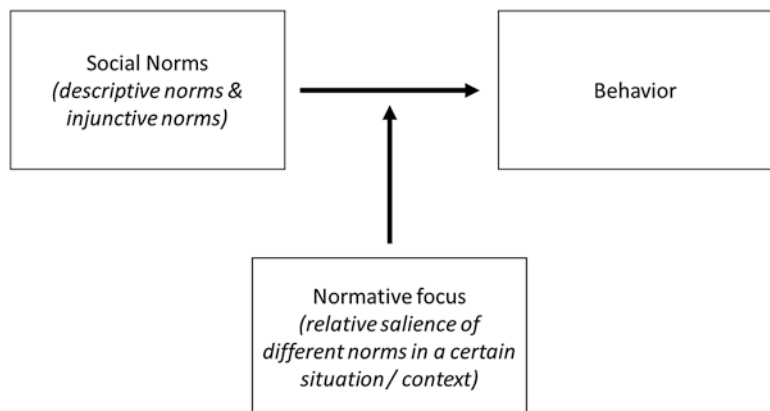 Social Norms
(descriptive norms &
injunctive norms)
Behavior
Normative focus
(relative salience of
different norms in a certain
situation / context)